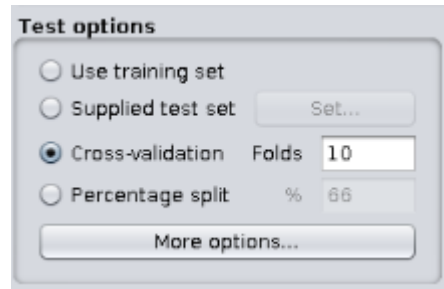 Test options
Use training set
Supplied test set Set...
Cross-validation Folds 10
Percentage split % 66
More options...